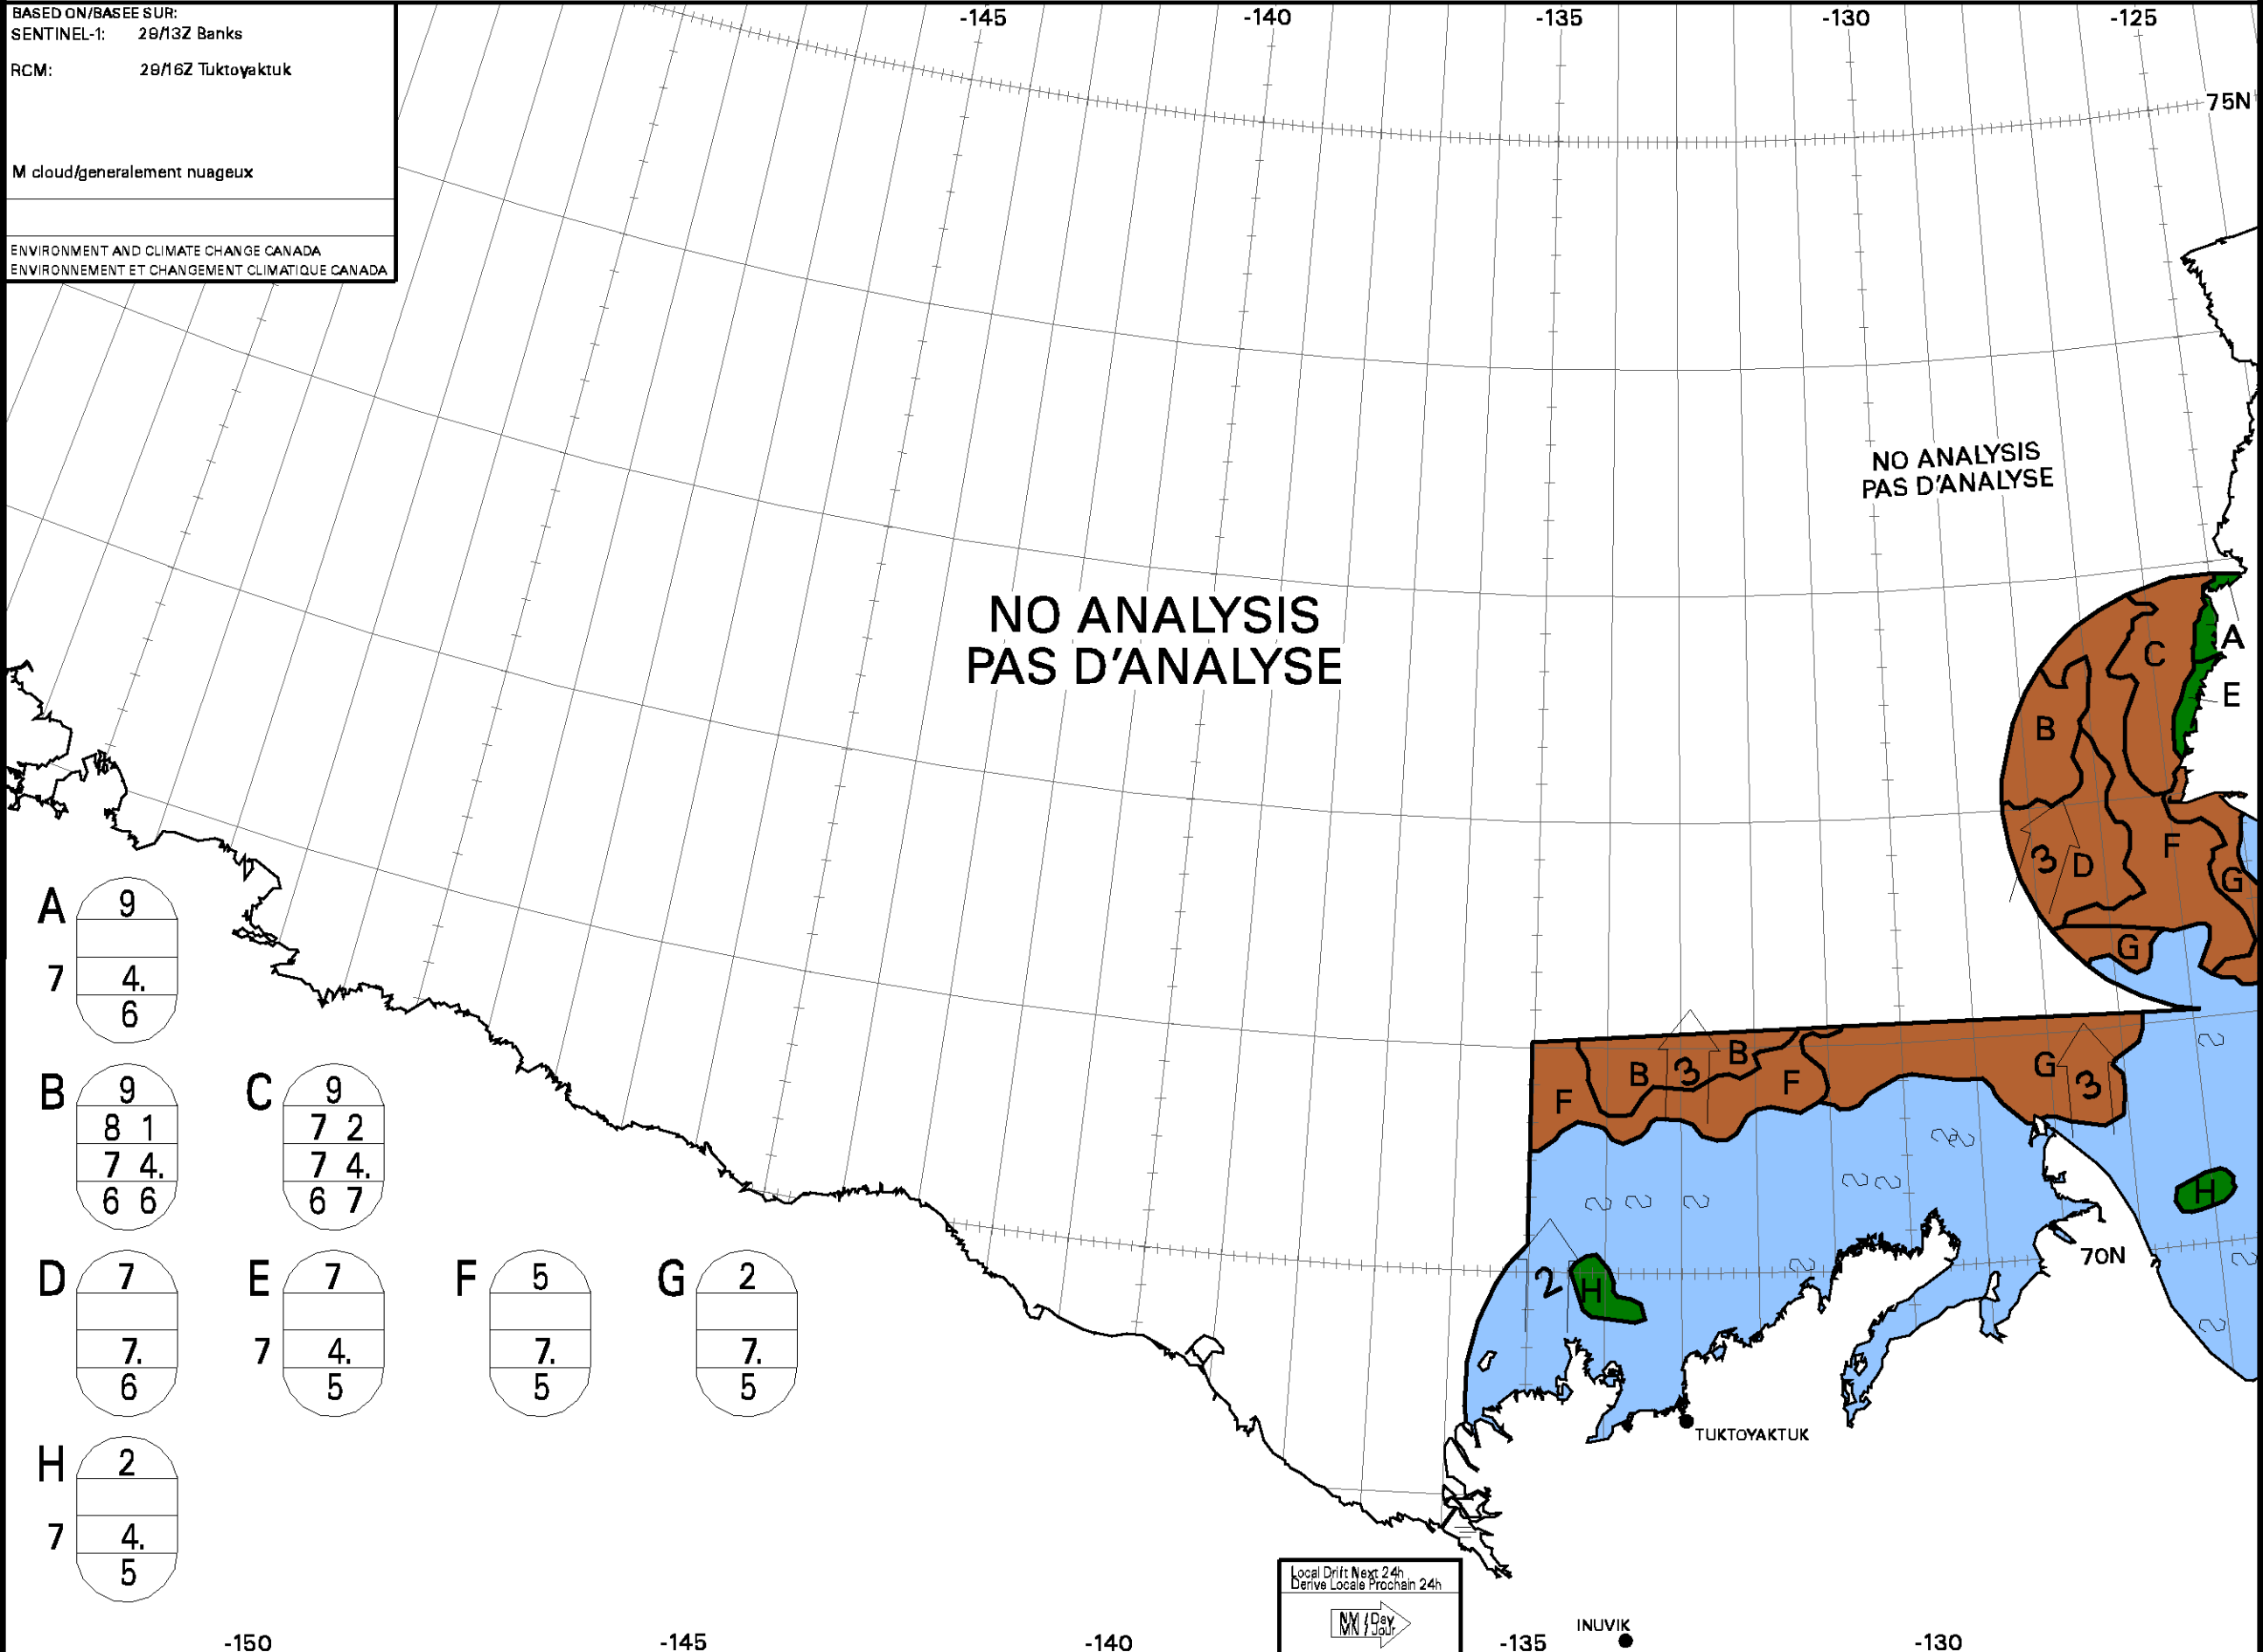 BASED ON/BASEE SUR:
SENTINEL-1: 29/13Z Banks
RCM: 29/16Z Tuktoyaktuk
M cloud/generalement nuageux
ENVIRONMENT AND CLIMATE CHANGE CANADA
ENVIRONNEMENT ET CHANGEMENT CLIMATIQUE CANADA
-145 -140 -135 -130 -125
75N
NO ANALYSIS
PAS D'ANALYSE
NO ANALYSIS
PAS D'ANALYSE
A
C
E
B
F
3 D
G
G
B 3 B
F F
G 3
H
70N
2 H
TUKTOYAKTUK
A 9
7 4.
6
B 9
8 1
7 4.
6 6
C 9
7 2
7 4.
6 7
D 7
7.
6
E 7
7 4.
5
F 5
7.
5
G 2
7.
5
H 2
7 4.
5
Local Drift Next 24h
Derive Locale Prochain 24h
NM / Day
MN / Jour
INUVIK
-150 -145 -140 -135 -130